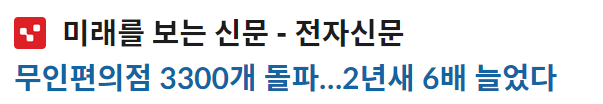 미래를 보는 신문 - 전자신문
무인편의점 3300개 돌파...2년새 6배 늘었다